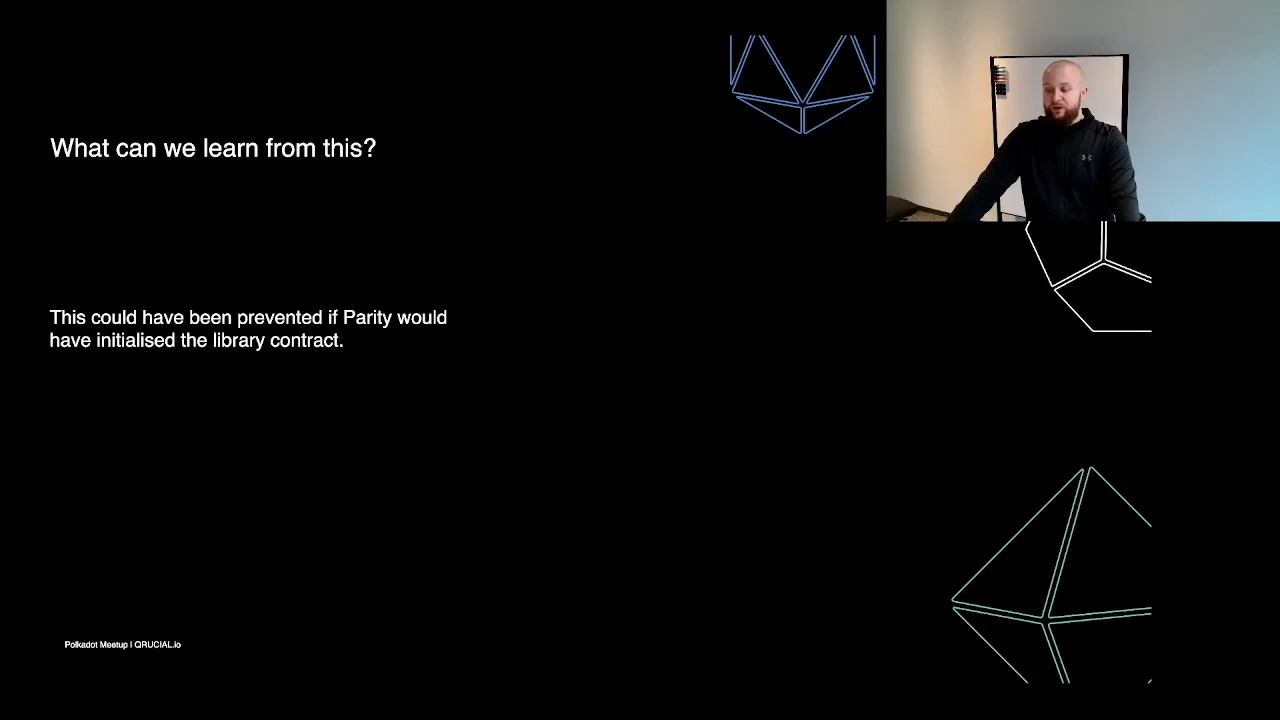 What can we learn from this?
This could have been prevented if Parity would
have initialised the library contract.
Polkadot Meetup | QRUCIAL.io